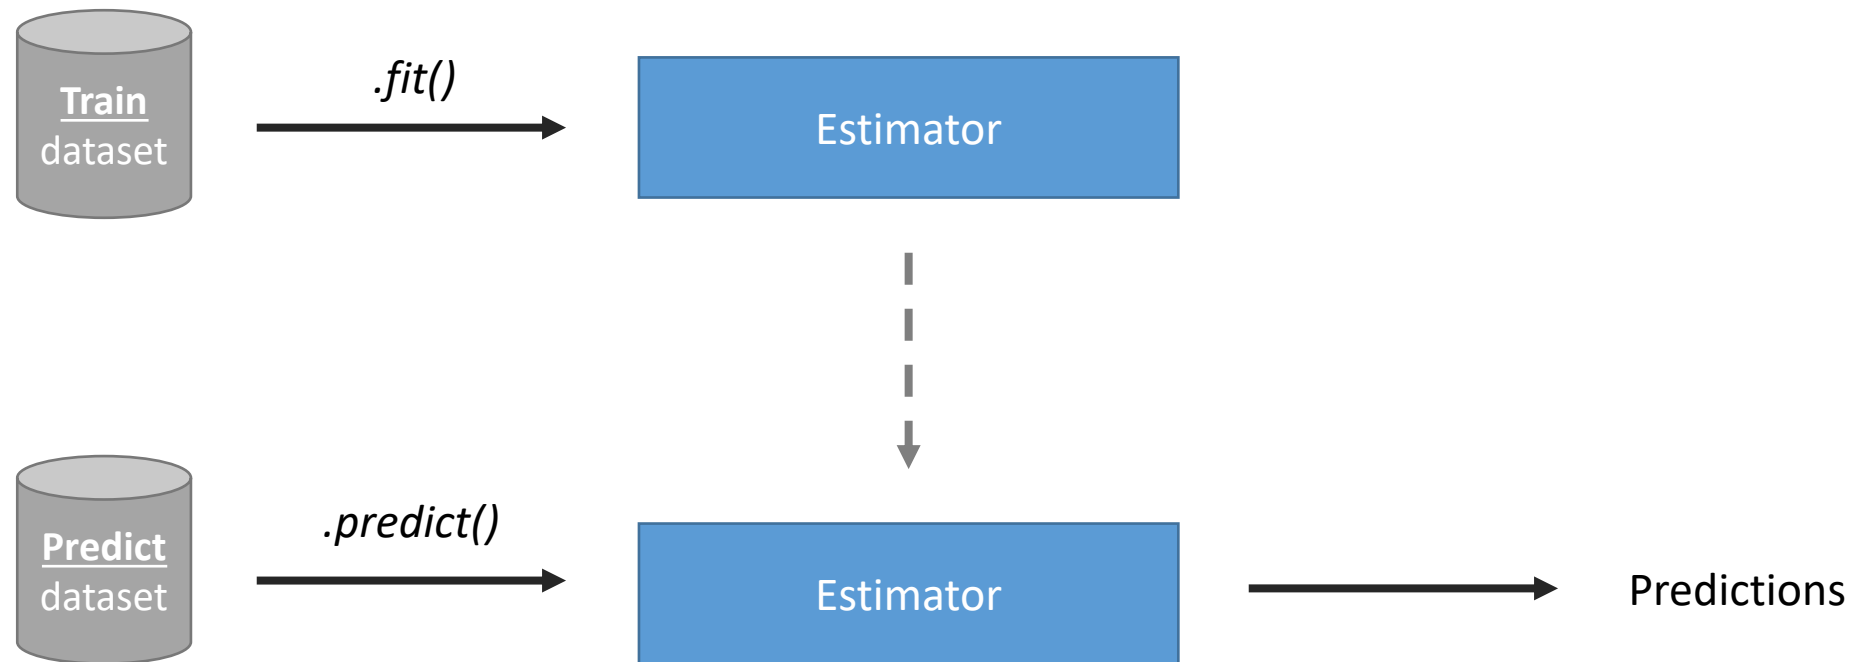 Train
dataset
.fit()
Estimator
Predict
dataset
.predict()
Estimator
Predictions